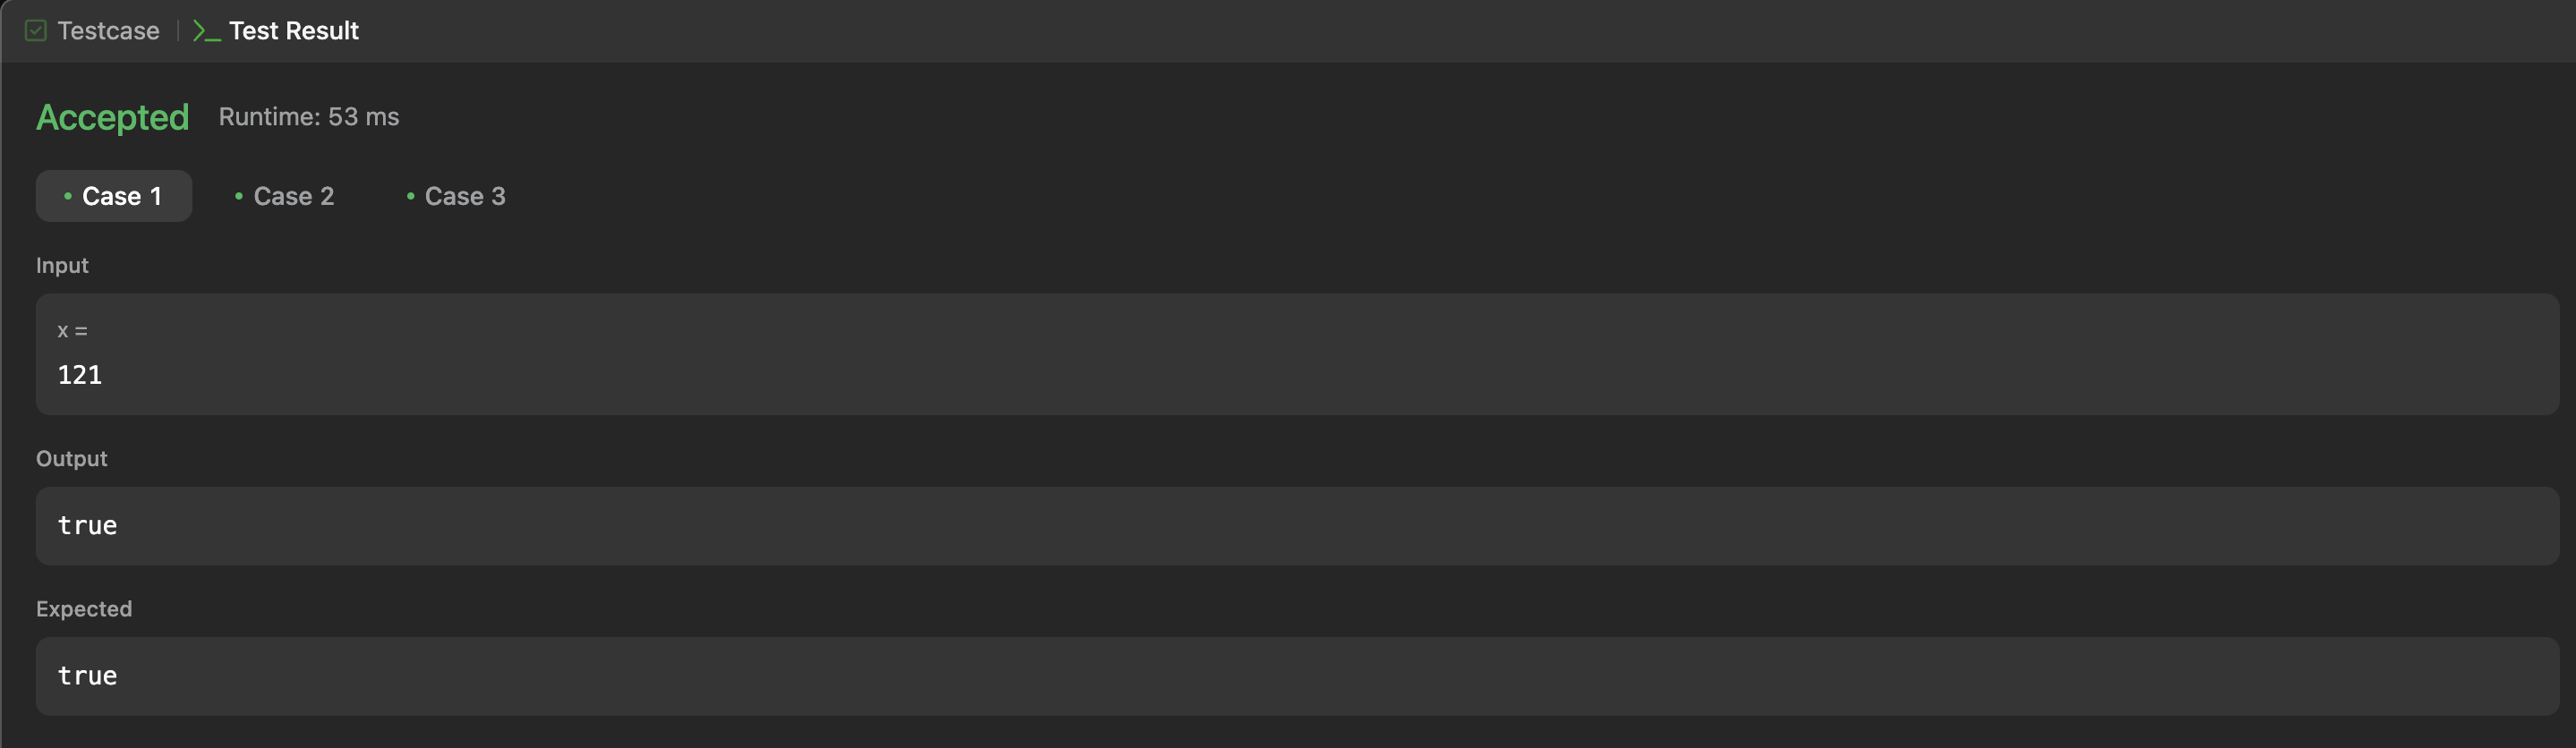 Testcase | Test Result
Accepted Runtime: 53 ms
• Case 1 • Case 2 • Case 3
Input
x =
121
Output
true
Expected
true